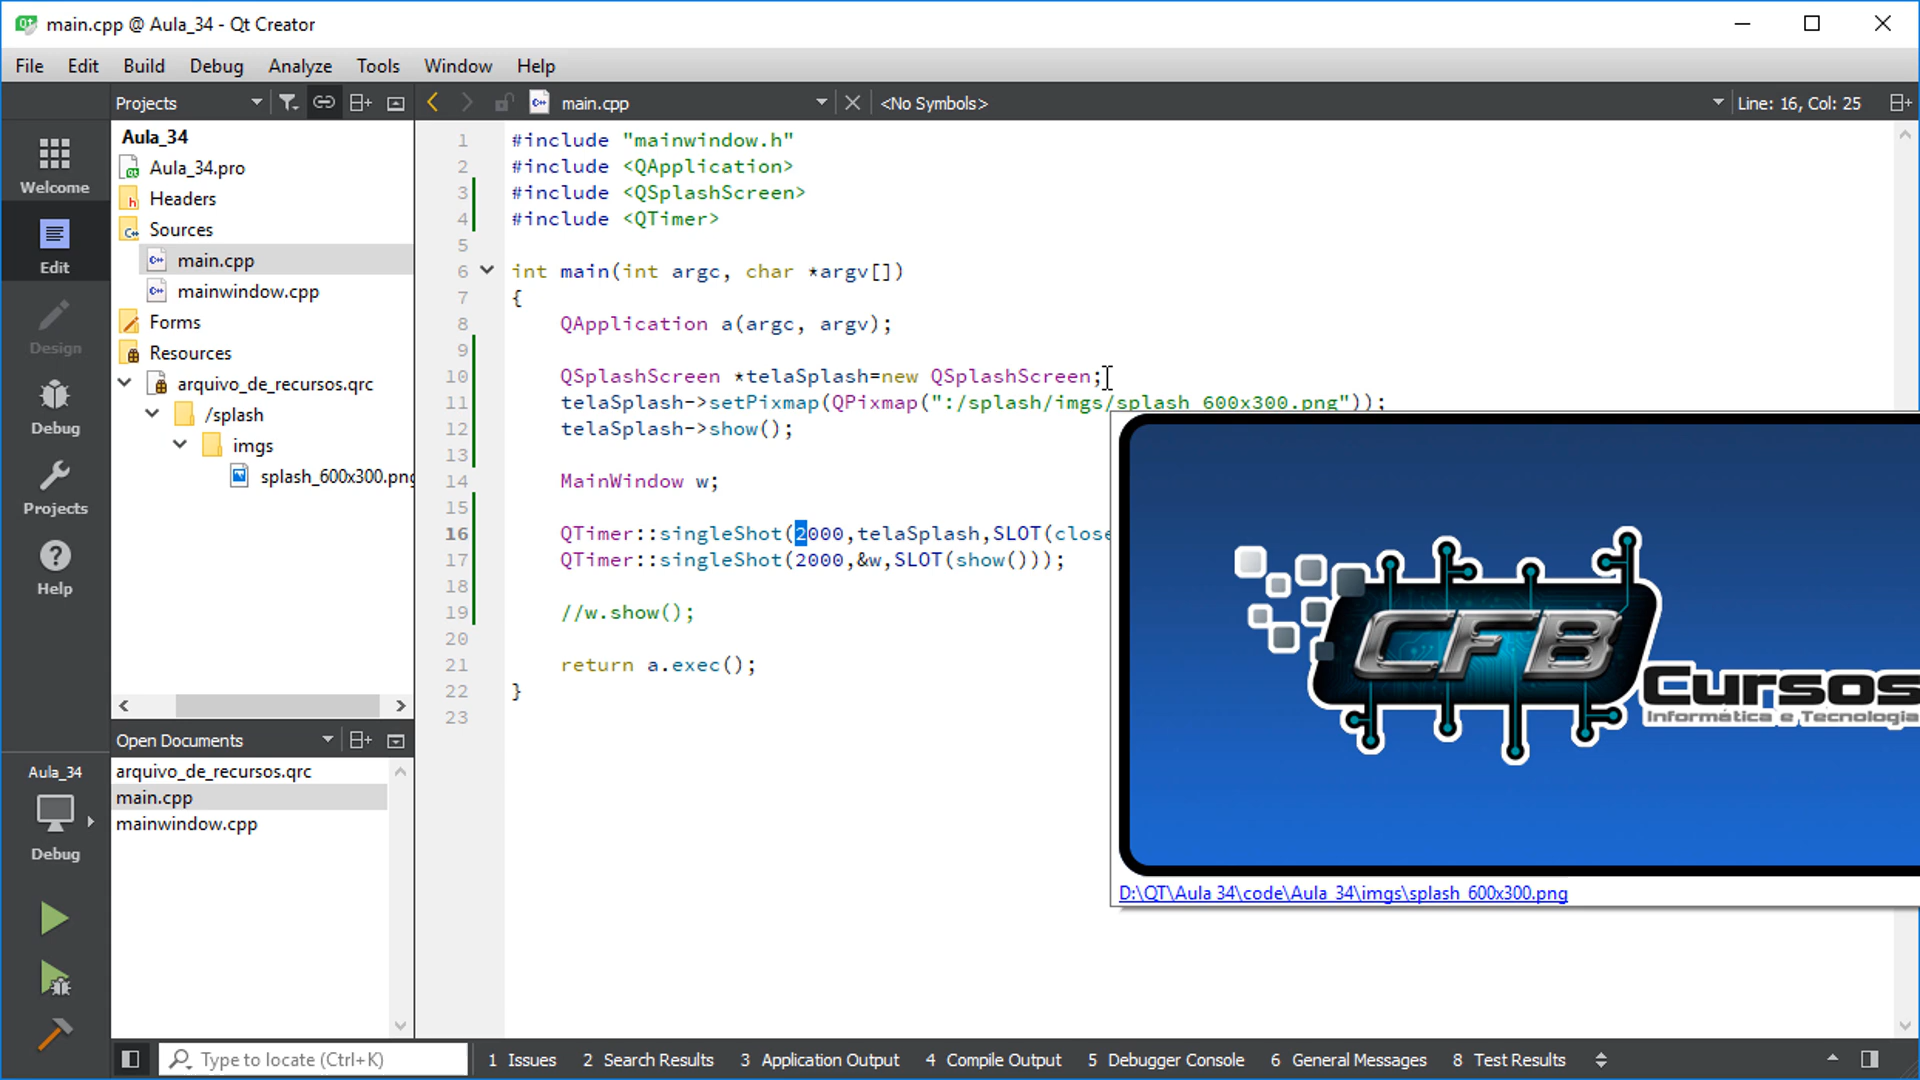 main.cpp @ Aula_34 - Qt Creator
File Edit Build Debug Analyze Tools Window Help
Projects main.cpp <No Symbols> Line: 16, Col: 25
Welcome
Edit
Design
Debug
Projects
Help
Aula_34
Debug
Aula_34
Aula_34.pro
Headers
Sources
main.cpp
mainwindow.cpp
Forms
Resources
arquivo_de_recursos.qrc
/splash
imgs
splash_600x300.png
Open Documents
arquivo_de_recursos.qrc
main.cpp
mainwindow.cpp
1 #include "mainwindow.h"
2 #include <QApplication>
3 #include <QSplashScreen>
4 #include <QTimer>
5
6 int main(int argc, char *argv[])
7 {
8 QApplication a(argc, argv);
9
10 QSplashScreen *telaSplash=new QSplashScreen;
11 telaSplash->setPixmap(QPixmap(":/splash/imgs/splash_600x300.png"));
12 telaSplash->show();
13
14 MainWindow w;
15
16 QTimer::singleShot(2000,telaSplash,SLOT(close
17 QTimer::singleShot(2000,&w,SLOT(show()));
18
19 //w.show();
20
21 return a.exec();
22 }
23
CFB
Cursos
Informática e Tecnologia
D:\QT\Aula 34\code\Aula_34\imgs\splash_600x300.png
Type to locate (Ctrl+K) 1 Issues 2 Search Results 3 Application Output 4 Compile Output 5 Debugger Console 6 General Messages 8 Test Results